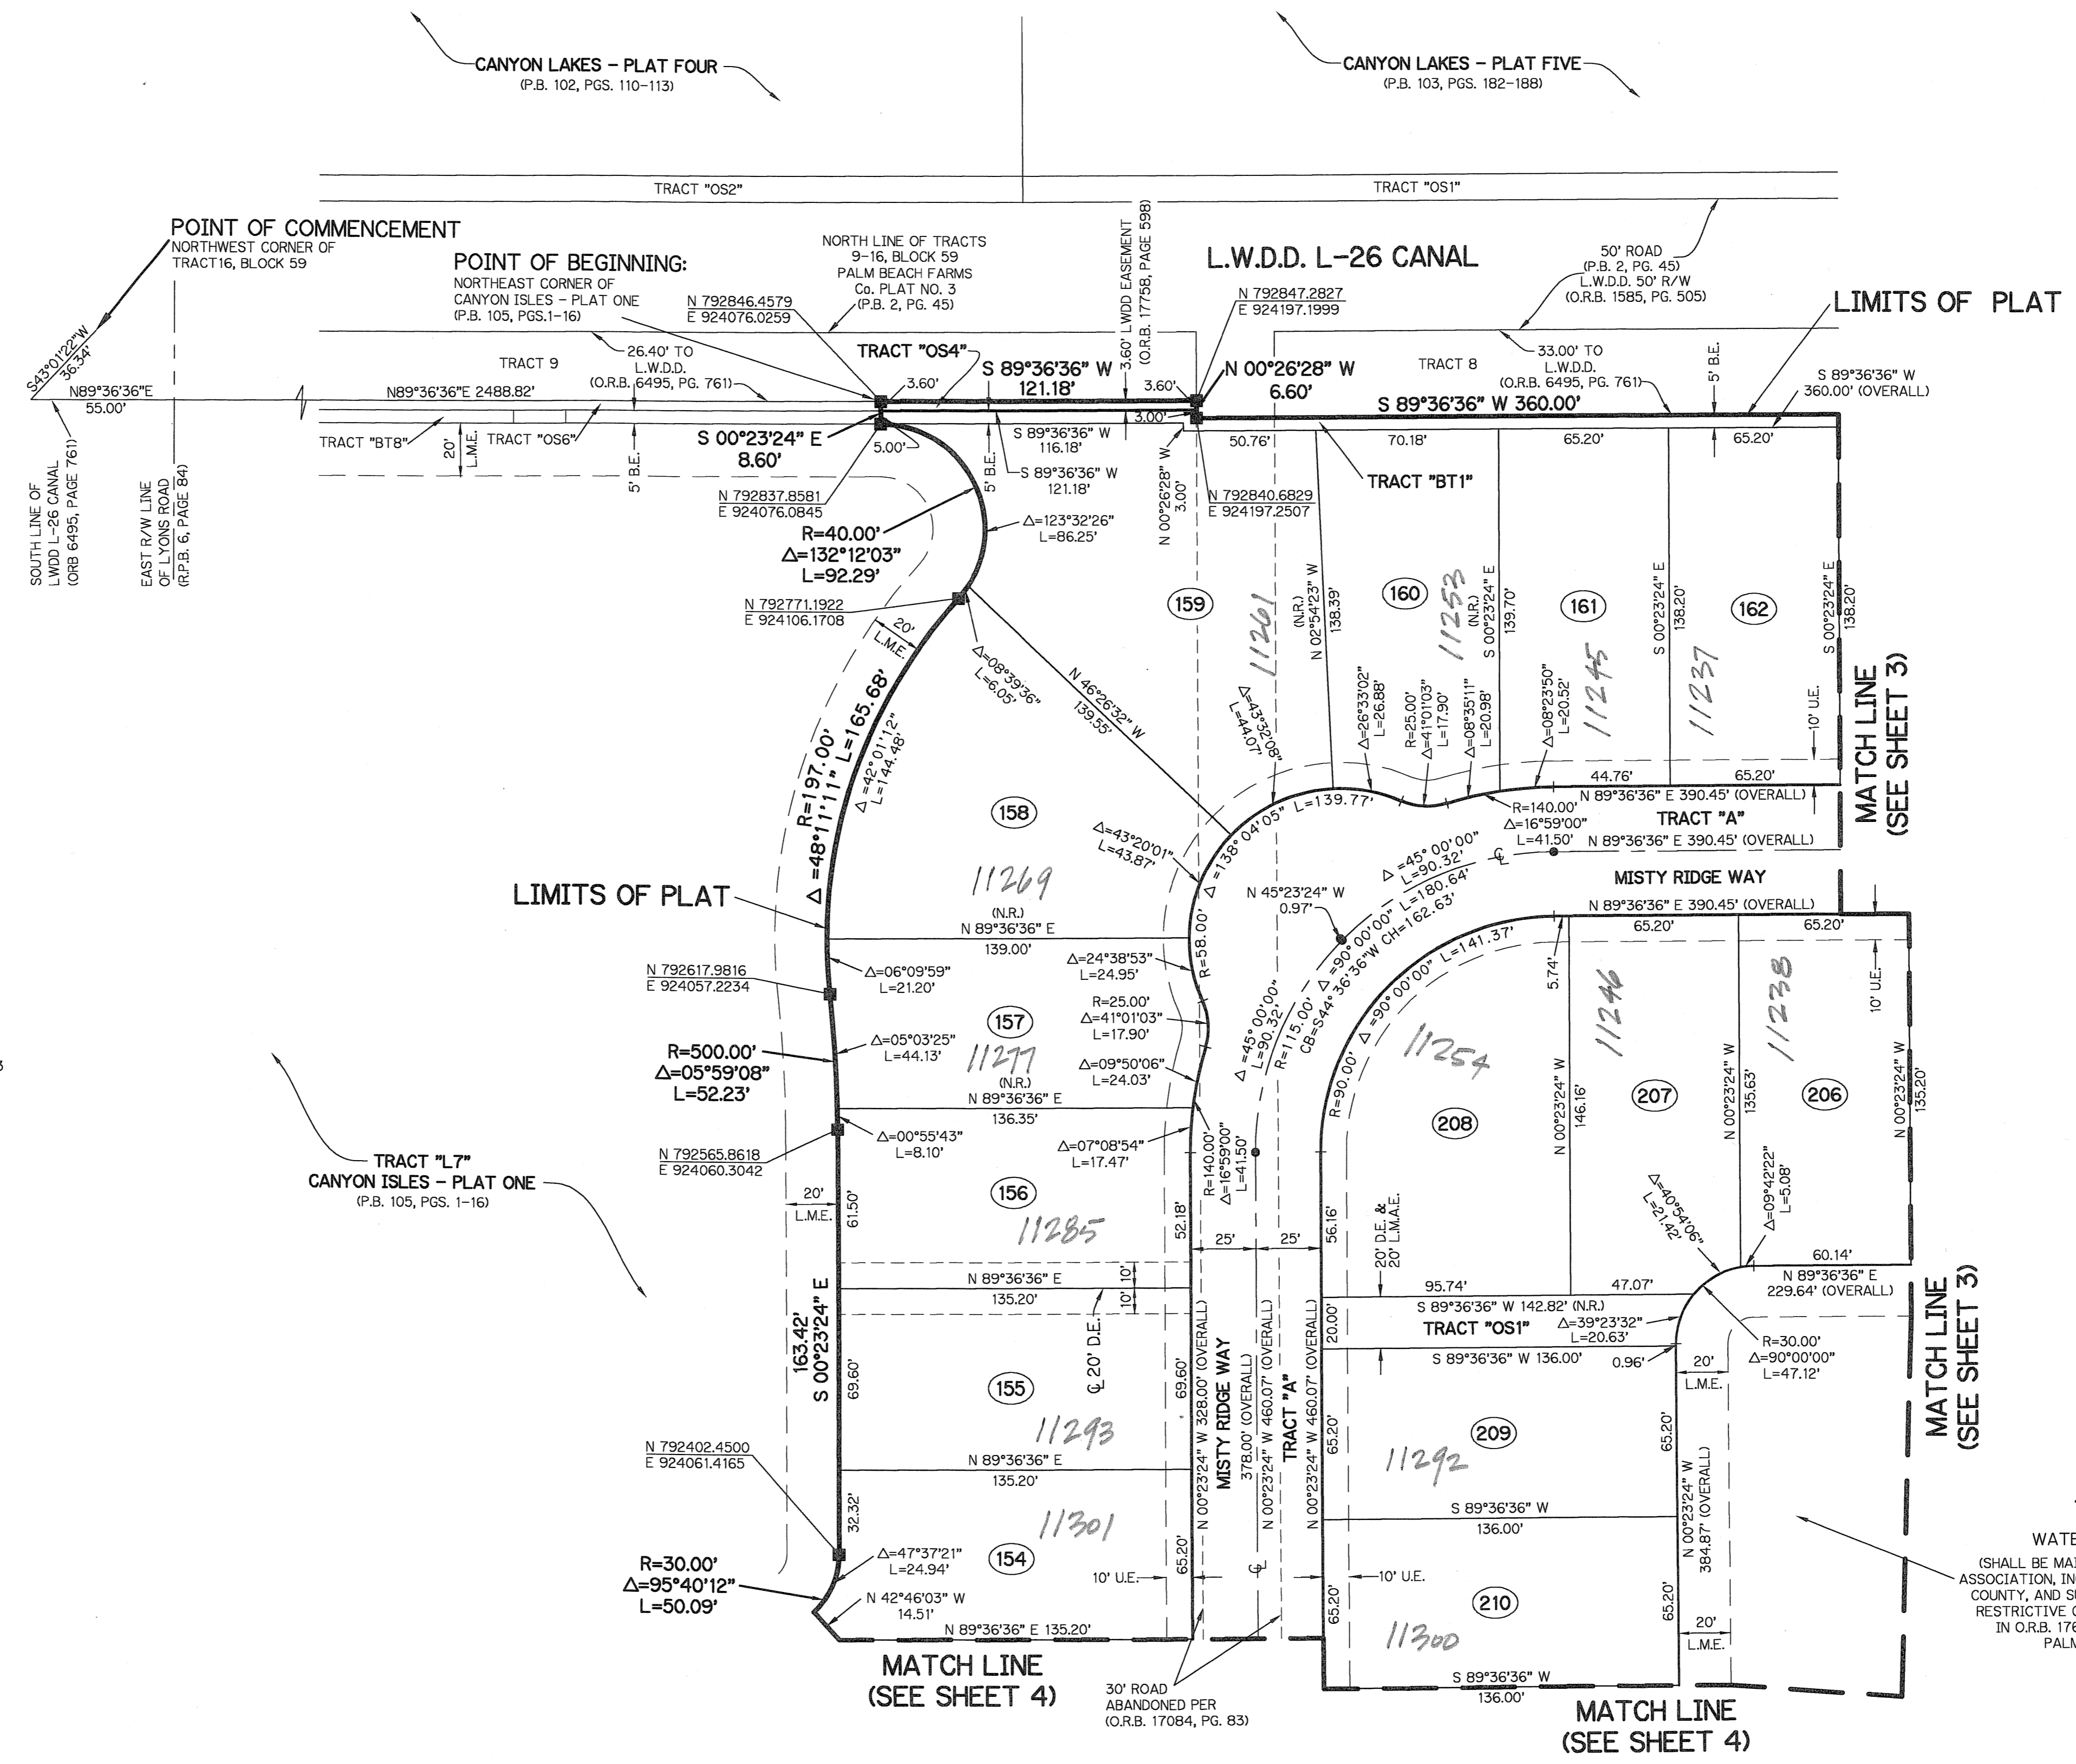 CANYON LAKES - PLAT FOUR
(P.B. 102, PGS. 110-113)
CANYON LAKES - PLAT FIVE
(P.B. 103, PGS. 182-188)
TRACT "OS2"
TRACT "OS1"
POINT OF COMMENCEMENT
NORTHWEST CORNER OF
TRACT16, BLOCK 59
POINT OF BEGINNING:
NORTHEAST CORNER OF
CANYON ISLES - PLAT ONE
(P.B. 105, PGS.1-16)
NORTH LINE OF TRACTS
9-16, BLOCK 59
PALM BEACH FARMS
Co. PLAT NO. 3
(P.B. 2, PG. 45)
N 792846.4579
E 924076.0259
3.60' LWDD EASEMENT
(O.R.B. 17758, PAGE 598)
L.W.D.D. L-26 CANAL
N 792847.2827
E 924197.1999
50' ROAD
(P.B. 2, PG. 45)
L.W.D.D. 50' R/W
(O.R.B. 1585, PG. 505)
LIMITS OF PLAT
S43°01'22"W
36.34'
N89°36'36"E
55.00'
SOUTH LINE OF
LWDD L-26 CANAL
(ORB 6495, PAGE 761)
EAST R/W LINE
OF LYONS ROAD
(R.P.B. 6, PAGE 84)
TRACT 9
26.40' TO
L.W.D.D.
(O.R.B. 6495, PG. 761)
N89°36'36"E 2488.82'
TRACT "OS4"
3.60'
S 89°36'36" W
121.18'
3.60'
N 00°26'28" W
6.60'
TRACT 8
33.00' TO
L.W.D.D.
(O.R.B. 6495, PG. 761)
5' B.E.
S 89°36'36" W
360.00' (OVERALL)
S 89°36'36" W 360.00'
TRACT "BT8"
20'
L.M.E.
TRACT "OS6"
5' B.E.
S 00°23'24" E
8.60'
5.00'
5' B.E.
3.00'
S 89°36'36" W
116.18'
S 89°36'36" W
121.18'
N 00°26'28" W
3.00'
50.76'
70.18'
65.20'
65.20'
TRACT "BT1"
N 792837.8581
E 924076.0845
N 792840.6829
E 924197.2507
R=40.00'
Δ=132°12'03"
L=92.29'
Δ=123°32'26"
L=86.25'
N 792771.1922
E 924106.1708
20'
L.M.E.
Δ=08°39'36"
L=6.05'
N 46°26'32" W
139.55'
159
11261
(N.R.)
N 02°54'23" W
138.39'
160
11253
(N.R.)
S 00°23'24" E
139.70'
161
11245
S 00°23'24" E
138.20'
162
11237
S 00°23'24" E
138.20'
MATCH LINE
(SEE SHEET 3)
10' U.E.
Δ=43°32'08"
L=44.07'
Δ=26°33'02"
L=26.88'
R=25.00'
Δ=41°01'03"
L=17.90'
Δ=08°35'11"
L=20.98'
Δ=08°23'50"
L=20.52'
44.76'
65.20'
N 89°36'36" E 390.45' (OVERALL)
R=140.00'
Δ=16°59'00"
L=41.50'
TRACT "A"
N 89°36'36" E 390.45' (OVERALL)
MISTY RIDGE WAY
N 89°36'36" E 390.45' (OVERALL)
R=197.00'
Δ=48°11'11" L=165.68'
Δ=42°01'12"
L=144.48'
158
11269
Δ=43°20'01"
L=43.87'
R=58.00' Δ=138°04'05" L=139.77'
N 45°23'24" W
0.97'
Δ=45°00'00"
L=90.32'
Δ=45°00'00"
L=90.32'
R=115.00' Δ=90°00'00" L=180.64'
CB=S44°36'36"W CH=162.63'
LIMITS OF PLAT
(N.R.)
N 89°36'36" E
139.00'
N 792617.9816
E 924057.2234
Δ=06°09'59"
L=21.20'
Δ=24°38'53"
L=24.95'
R=25.00'
Δ=41°01'03"
L=17.90'
157
11277
Δ=05°03'25"
L=44.13'
R=500.00'
Δ=05°59'08"
L=52.23'
Δ=09°50'06"
L=24.03'
(N.R.)
N 89°36'36" E
136.35'
R=90.00' Δ=90°00'00" L=141.37'
65.20'
65.20'
5.74'
10' U.E.
11254
208
N 00°23'24" W
146.16'
11246
207
N 00°23'24" W
135.63'
11238
206
N 00°23'24" W
135.20'
TRACT "L7"
CANYON ISLES - PLAT ONE
(P.B. 105, PGS. 1-16)
N 792565.8618
E 924060.3042
Δ=00°55'43"
L=8.10'
Δ=07°08'54"
L=17.47'
R=140.00'
Δ=16°59'00"
L=41.50'
20'
L.M.E.
61.50'
156
11285
52.18'
25'
25'
56.16'
20' D.E. &
20' L.M.A.E.
Δ=40°54'06"
L=21.42'
Δ=09°42'22"
L=5.08'
60.14'
N 89°36'36" E
229.64' (OVERALL)
95.74'
47.07'
S 89°36'36" W 142.82' (N.R.)
TRACT "OS1"
20.00'
Δ=39°23'32"
L=20.63'
S 89°36'36" W 136.00'
0.96'
20'
L.M.E.
R=30.00'
Δ=90°00'00"
L=47.12'
MATCH LINE
(SEE SHEET 3)
N 89°36'36" E
135.20'
10'
10'
163.42'
S 00°23'24" E
69.60'
155
11293
℄ 20' D.E.
69.60'
N 00°23'24" W 328.00' (OVERALL)
MISTY RIDGE WAY
378.00' (OVERALL)
N 00°23'24" W 460.07' (OVERALL)
TRACT "A"
N 00°23'24" W 460.07' (OVERALL)
65.20'
209
11292
65.20'
N 00°23'24" W
384.87' (OVERALL)
N 89°36'36" E
135.20'
N 792402.4500
E 924061.4165
32.32'
11301
154
S 89°36'36" W
136.00'
R=30.00'
Δ=95°40'12"
L=50.09'
Δ=47°37'21"
L=24.94'
N 42°46'03" W
14.51'
10' U.E.
65.20'
℄
10' U.E.
65.20'
210
11300
65.20'
20'
L.M.E.
N 89°36'36" E 135.20'
MATCH LINE
(SEE SHEET 4)
30' ROAD
ABANDONED PER
(O.R.B. 17084, PG. 83)
S 89°36'36" W
136.00'
MATCH LINE
(SEE SHEET 4)
ASSOCIATION,
COUNTY, AND
RESTRICTIVE
IN O.R.B.